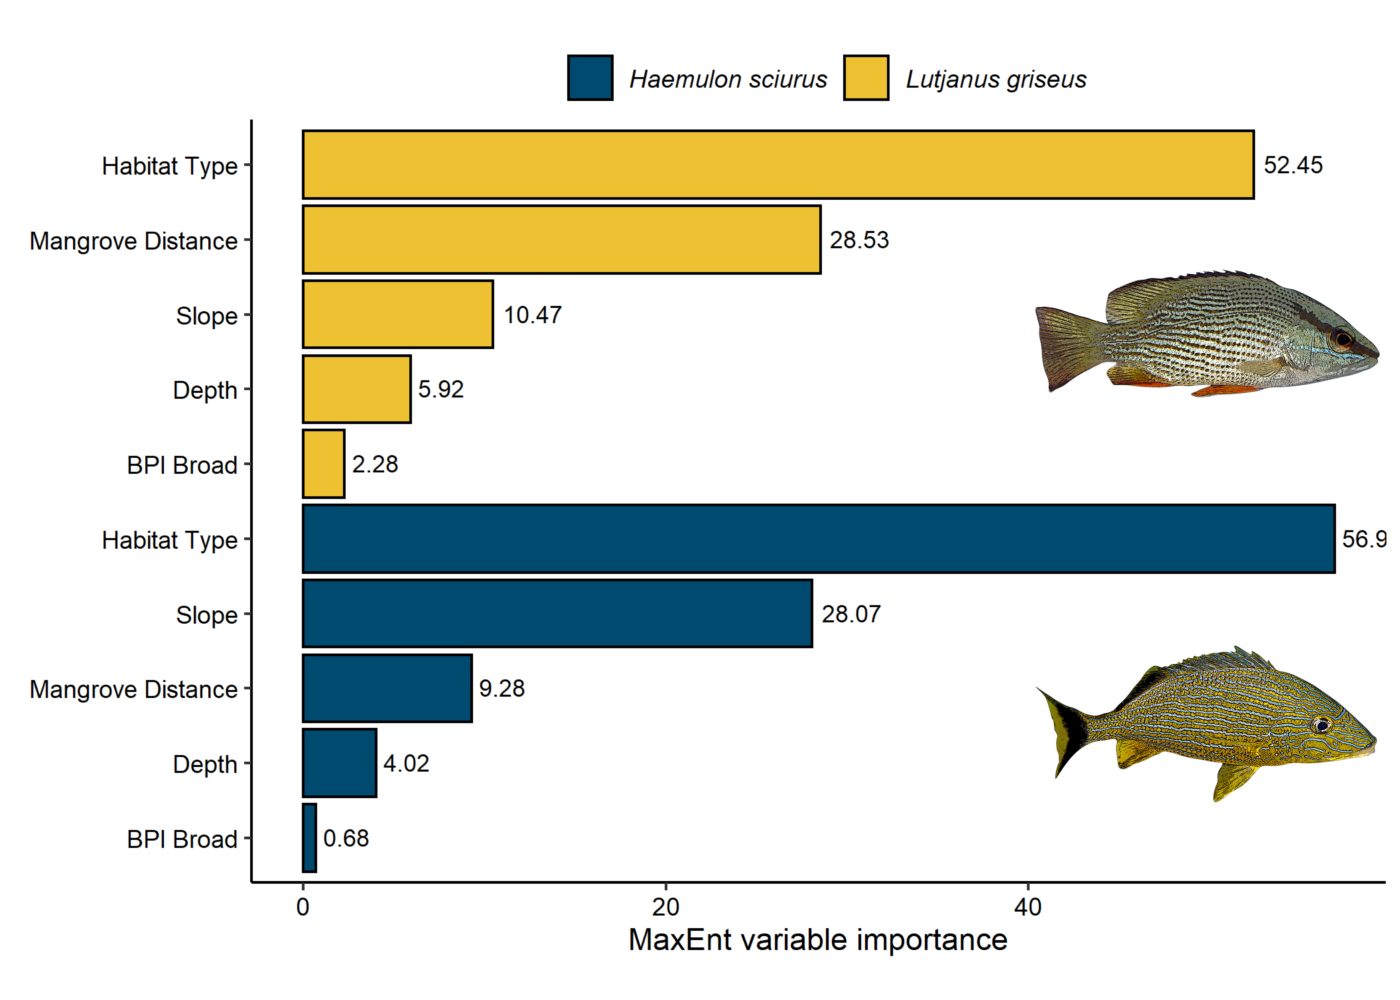 Haemulon sciurus Lutjanus griseus
Habitat Type 52.45
Mangrove Distance 28.53
Slope 10.47
Depth 5.92
BPI Broad 2.28
Habitat Type 56.9
Slope 28.07
Mangrove Distance 9.28
Depth 4.02
BPI Broad 0.68
0 20 40
MaxEnt variable importance